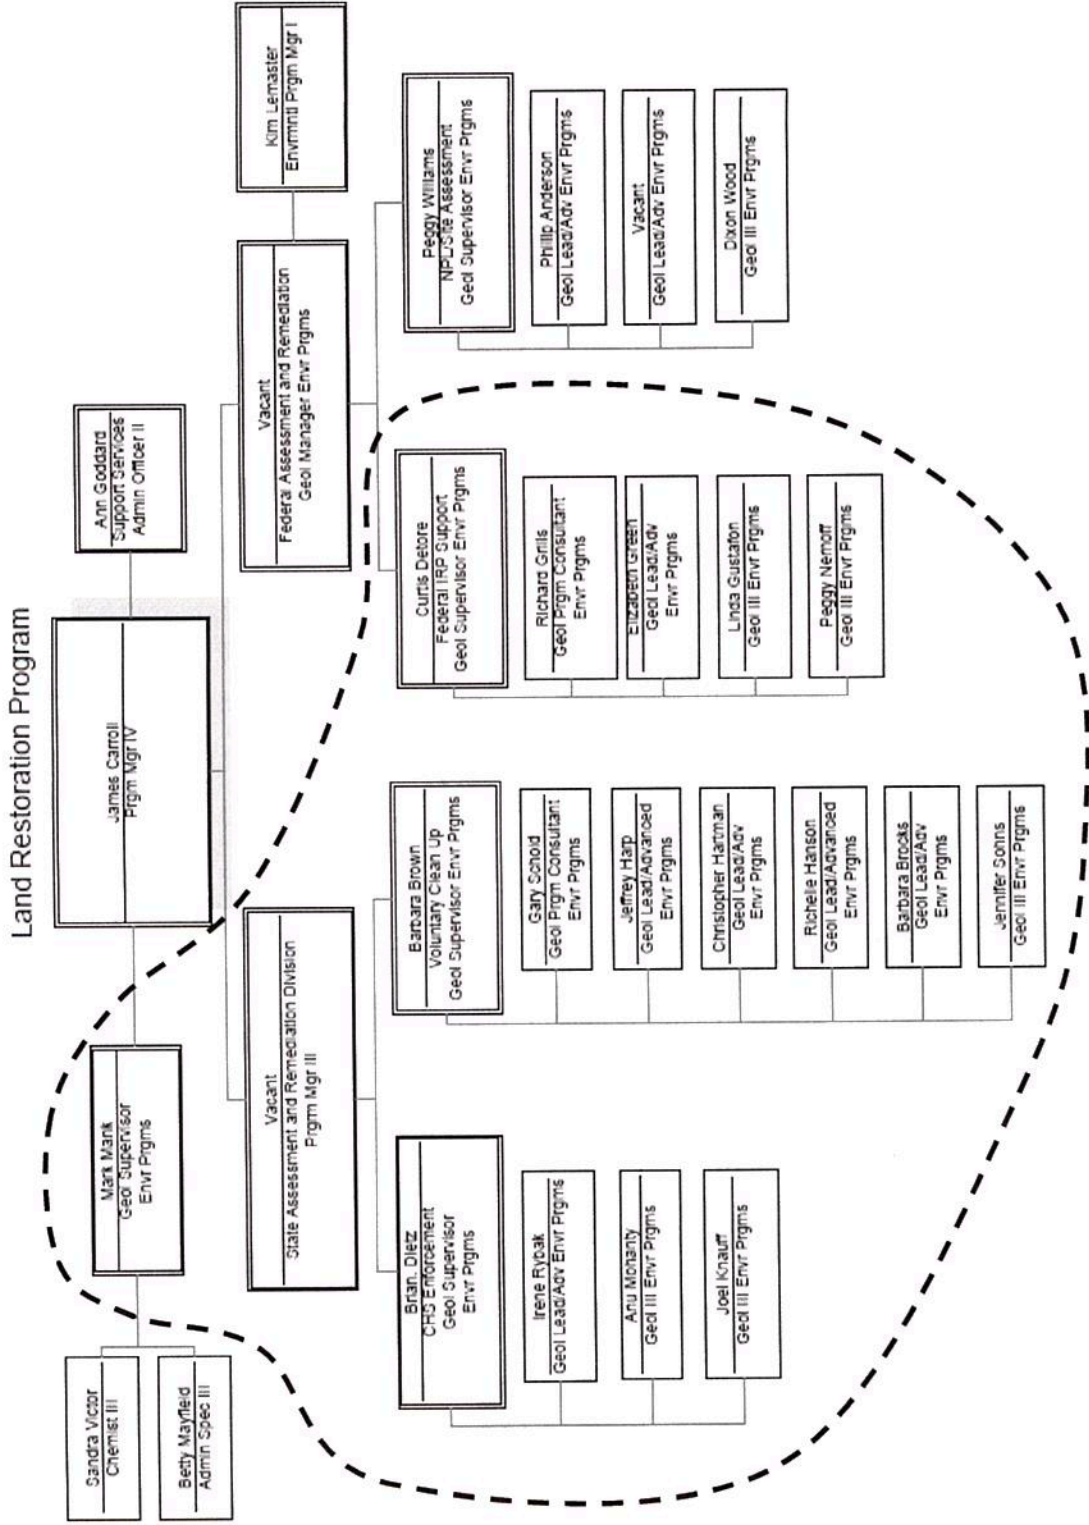 Land Restoration Program
James Carroll
Prgm Mgr IV
Ann Goddard
Support Services
Admin Officer II
Mark Mank
Geol Supervisor
Envr Prgms
Sandra Victor
Chemist III
Betty Mayfield
Admin Spec III
Vacant
State Assessment and Remediation Division
Prgrm Mgr III
Vacant
Federal Assessment and Remediation
Geol Manager Envr Prgms
Kim Lemaster
Envrmntl Prgm Mgr I
Brian. Dietz
CHS Enforcement
Geol Supervisor
Envr Prgms
Irene Rybak
Geol Lead/Adv Envr Prgms
Anu Mohanty
Geol III Envr Prgms
Joel Knauff
Geol III Envr Prgms
Barbara Brown
Voluntary Clean Up
Geol Supervisor Envr Prgms
Gary Schold
Geol Prgm Consultant
Envr Prgms
Jeffrey Harp
Geol Lead/Advanced
Envr Prgms
Christopher Hartman
Geol Lead/Adv
Envr Prgms
Richelle Hanson
Geol Lead/Advanced
Envr Prgms
Barbara Brocks
Geol Lead/Adv
Envr Prgms
Jennifer Sohns
Geol III Envr Prgms
Curtis Detore
Federal IRP Support
Geol Supervisor Envr Prgms
Richard Grills
Geol Prgm Consultant
Envr Prgms
Elizabeth Green
Geol Lead/Adv
Envr Prgms
Linda Gustafon
Geol III Envr Prgms
Peggy Nemoff
Geol III Envr Prgms
Peggy Williams
NPL/Site Assessment
Geol Supervisor Envr Prgms
Phillip Anderson
Geol Lead/Adv Envr Prgms
Vacant
Geol Lead/Adv Envr Prgms
Dixon Wood
Geol III Envr Prgms